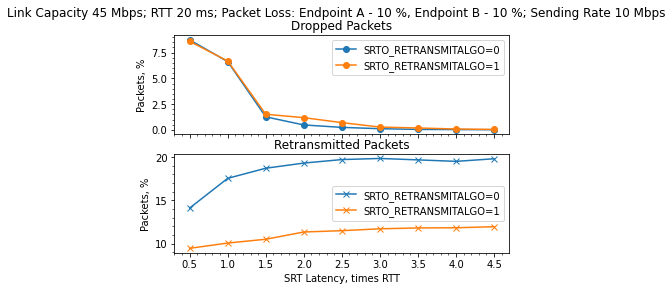 Link Capacity 45 Mbps; RTT 20 ms; Packet Loss: Endpoint A - 10 %, Endpoint B - 10 %; Sending Rate 10 Mbps
Dropped Packets
Packets, %
7.5
5.0
2.5
0.0
SRTO_RETRANSMITALGO=0
SRTO_RETRANSMITALGO=1
Retransmitted Packets
Packets, %
20
15
10
SRTO_RETRANSMITALGO=0
SRTO_RETRANSMITALGO=1
0.5 1.0 1.5 2.0 2.5 3.0 3.5 4.0 4.5
SRT Latency, times RTT